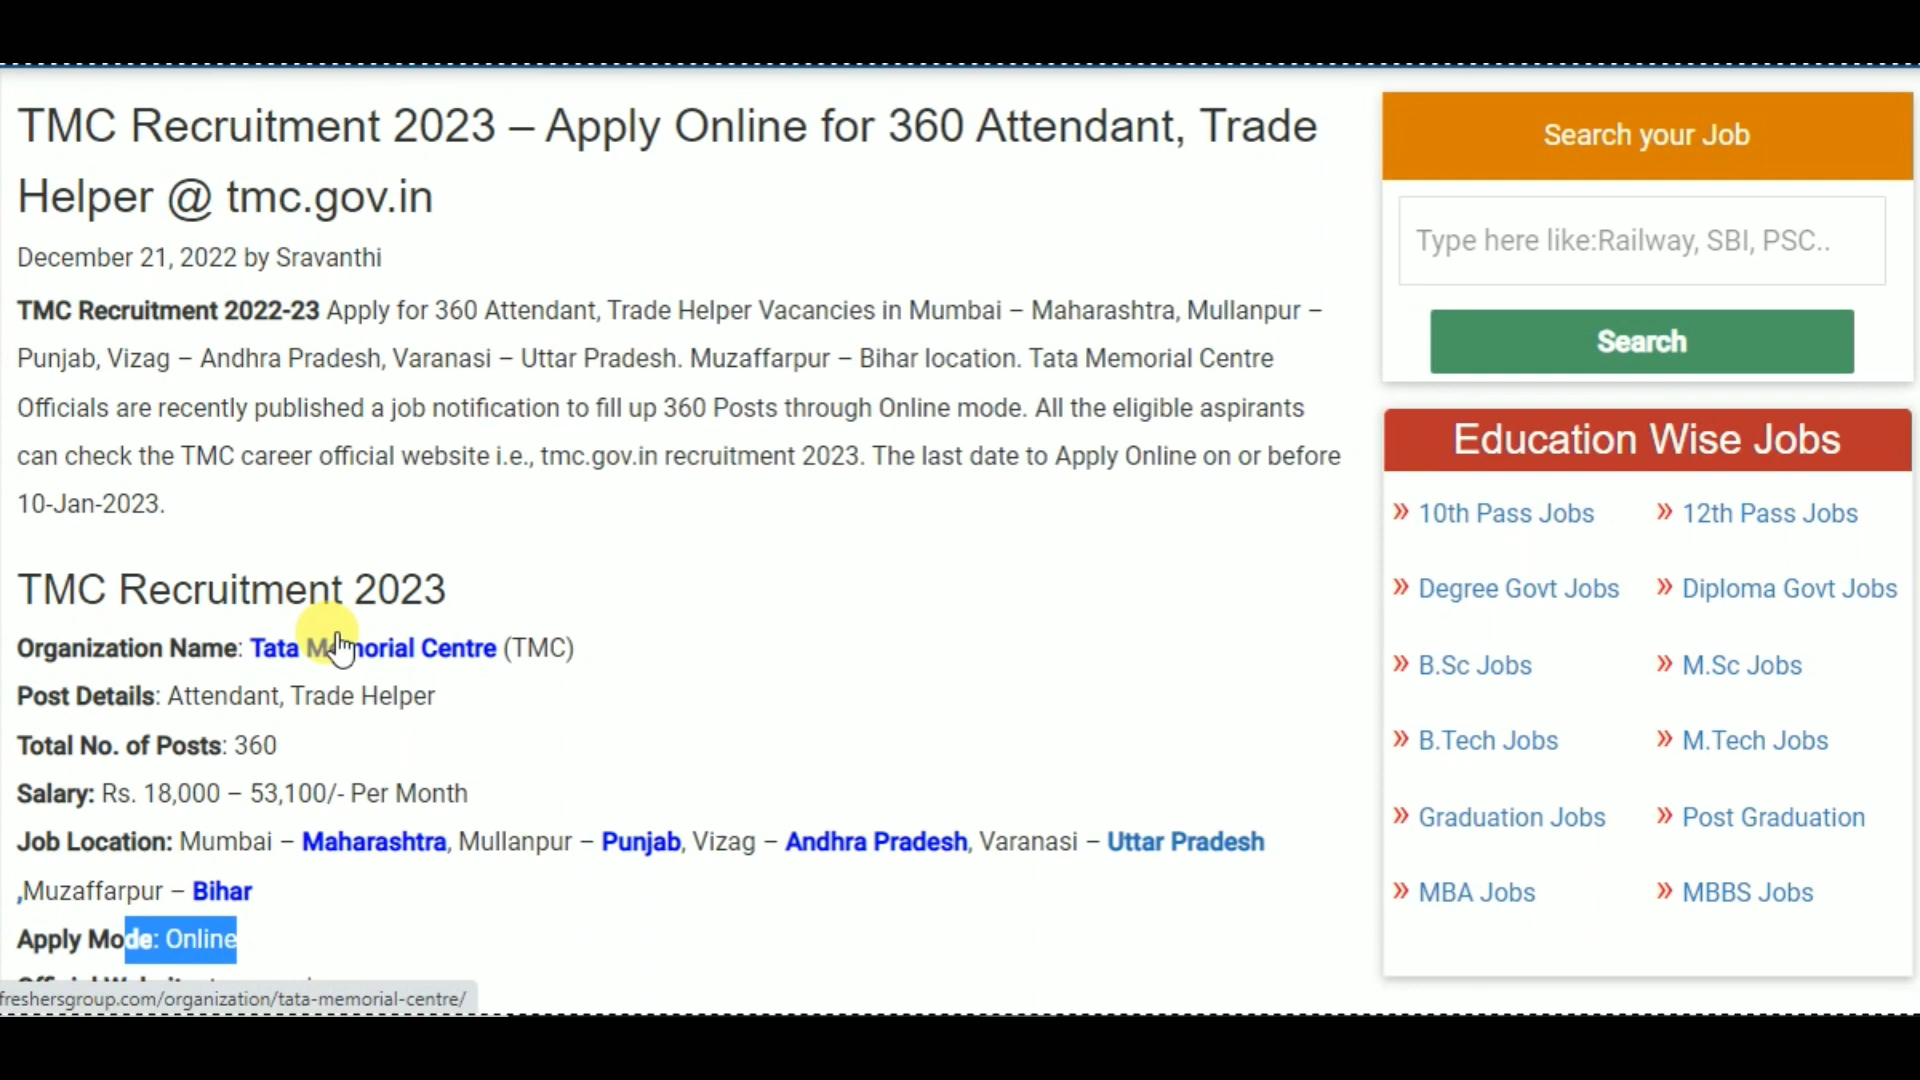 TMC Recruitment 2023 – Apply Online for 360 Attendant, Trade
Helper @ tmc.gov.in
December 21, 2022 by Sravanthi
TMC Recruitment 2022-23 Apply for 360 Attendant, Trade Helper Vacancies in Mumbai – Maharashtra, Mullanpur –
Punjab, Vizag – Andhra Pradesh, Varanasi – Uttar Pradesh. Muzaffarpur – Bihar location. Tata Memorial Centre
Officials are recently published a job notification to fill up 360 Posts through Online mode. All the eligible aspirants
can check the TMC career official website i.e., tmc.gov.in recruitment 2023. The last date to Apply Online on or before
10-Jan-2023.
TMC Recruitment 2023
Organization Name: Tata Memorial Centre (TMC)
Post Details: Attendant, Trade Helper
Total No. of Posts: 360
Salary: Rs. 18,000 – 53,100/- Per Month
Job Location: Mumbai – Maharashtra, Mullanpur – Punjab, Vizag – Andhra Pradesh, Varanasi – Uttar Pradesh
,Muzaffarpur – Bihar
Apply Mode: Online
freshersgroup.com/organization/tata-memorial-centre/
Search your Job
Type here like:Railway, SBI, PSC..
Search
Education Wise Jobs
» 10th Pass Jobs » 12th Pass Jobs
» Degree Govt Jobs » Diploma Govt Jobs
» B.Sc Jobs » M.Sc Jobs
» B.Tech Jobs » M.Tech Jobs
» Graduation Jobs » Post Graduation
» MBA Jobs » MBBS Jobs